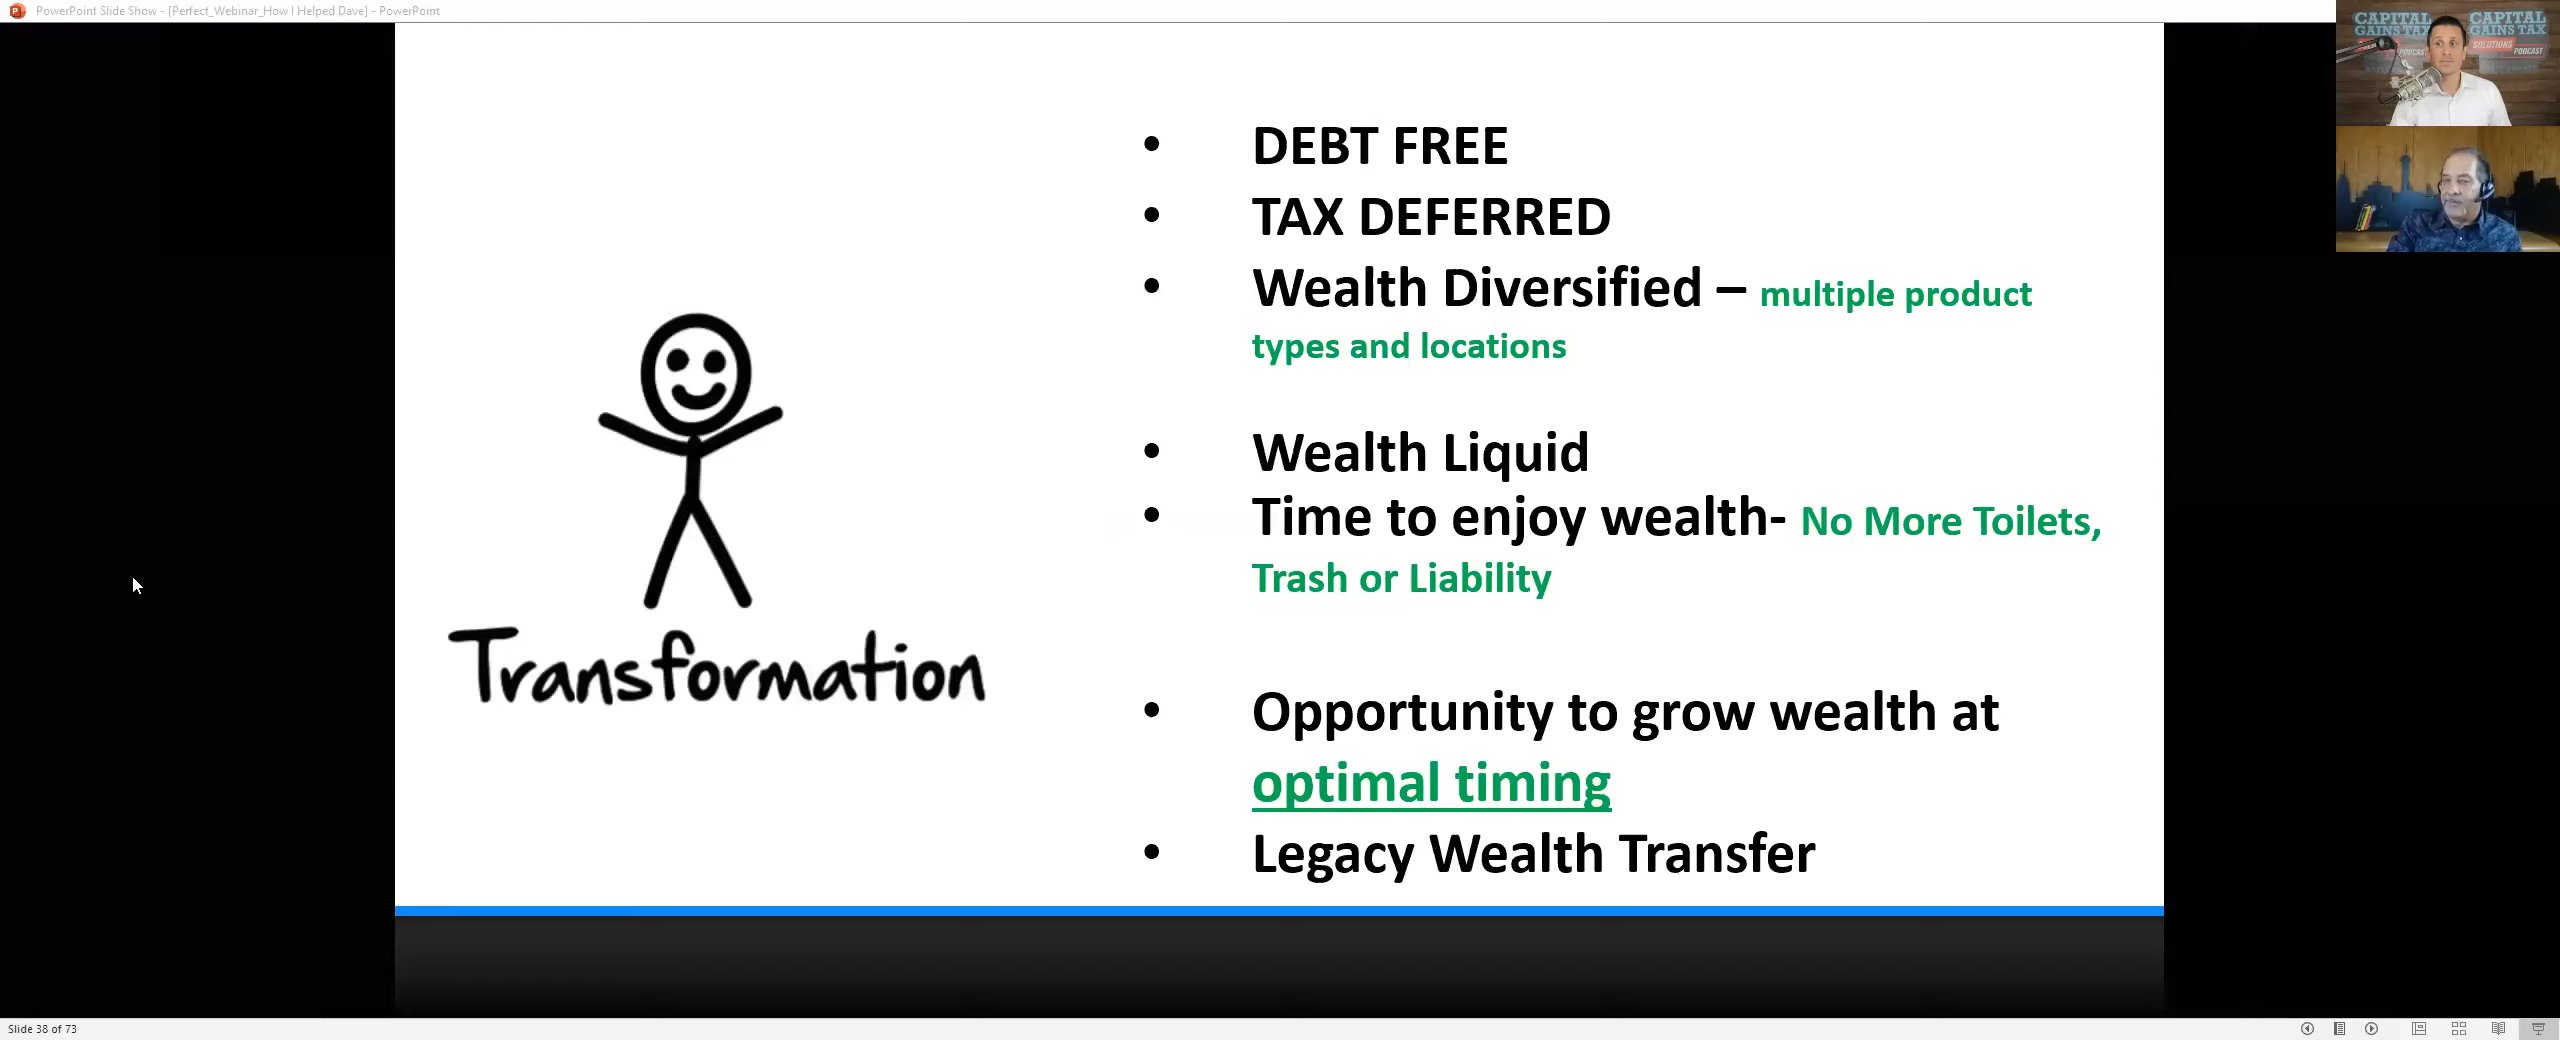 PowerPoint Slide Show - [Perfect_Webinar_How I Helped Dave] - PowerPoint
CAPITAL GAINS TAX
SOLUTIONS
PODCAST
CAPITAL GAINS TAX
SOLUTIONS
PODCAST
• DEBT FREE
• TAX DEFERRED
• Wealth Diversified – multiple product
types and locations
• Wealth Liquid
• Time to enjoy wealth- No More Toilets,
Trash or Liability
• Opportunity to grow wealth at
optimal timing
• Legacy Wealth Transfer
Transformation
Slide 38 of 73